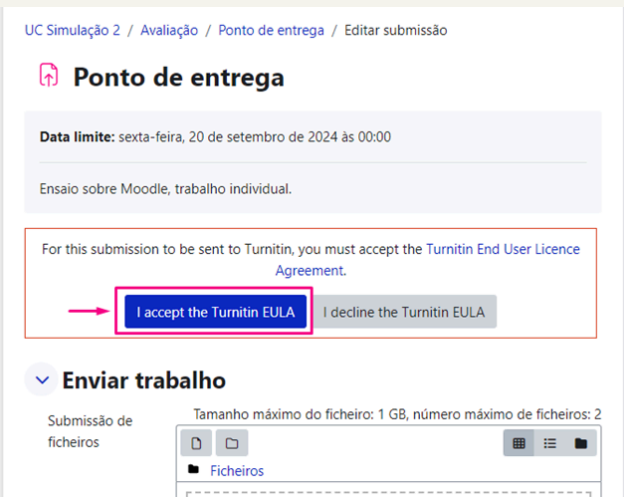 UC Simulação 2 / Avaliação / Ponto de entrega / Editar submissão
Ponto de entrega
Data limite: sexta-feira, 20 de setembro de 2024 às 00:00
Ensaio sobre Moodle, trabalho individual.
For this submission to be sent to Turnitin, you must accept the Turnitin End User Licence
Agreement.
I accept the Turnitin EULA I decline the Turnitin EULA
Enviar trabalho
Submissão de
ficheiros
Tamanho máximo do ficheiro: 1 GB, número máximo de ficheiros: 2
Ficheiros